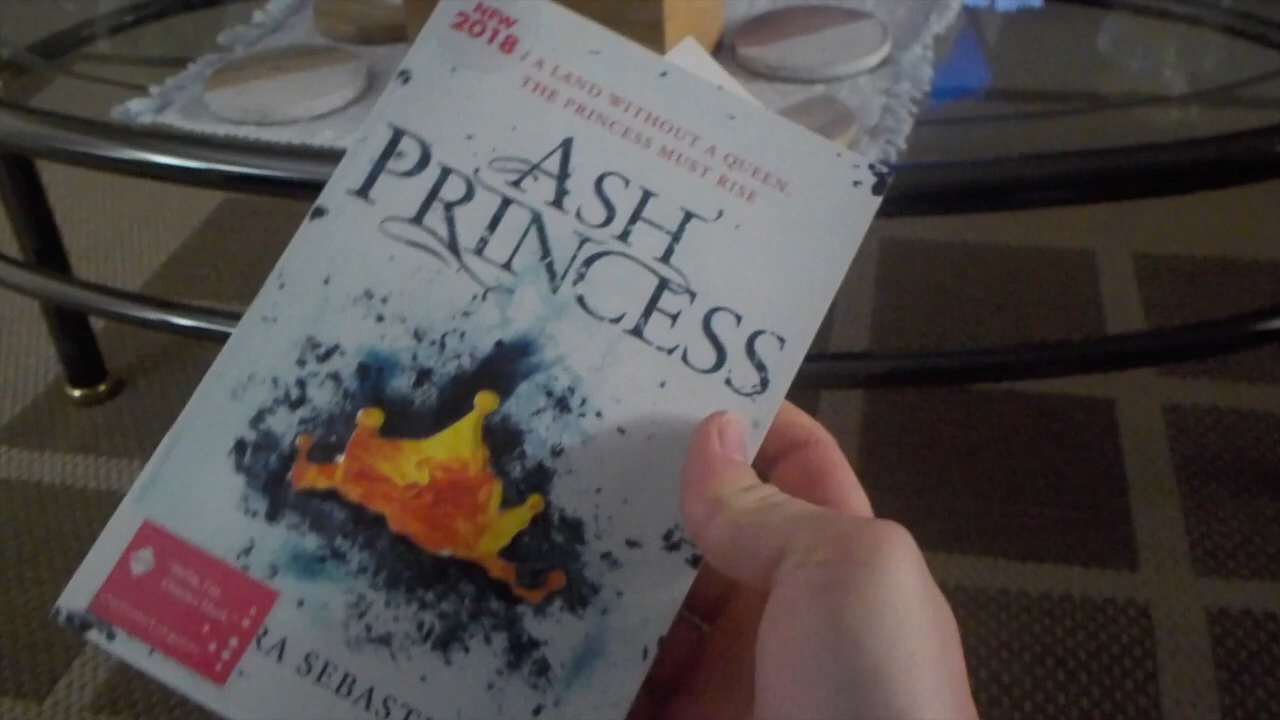 NEW
2018
A LAND WITHOUT A QUEEN.
THE PRINCESS MUST RISE
ASH
PRINCESS
RA SEBAST